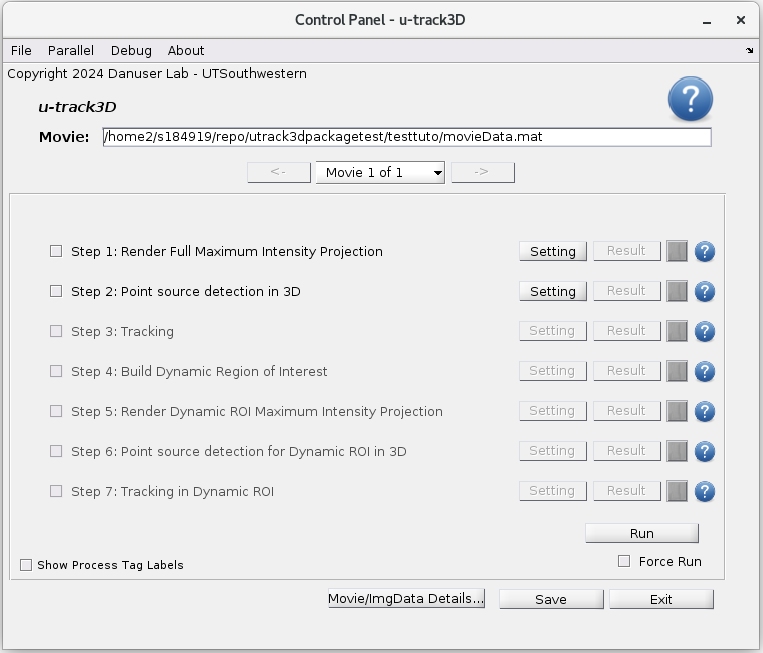 Control Panel - u-track3D
File Parallel Debug About
Copyright 2024 Danuser Lab - UTSouthwestern
u-track3D
?
Movie: /home2/s184919/repo/utrack3dpackagetest/testtuto/movieData.mat
<- Movie 1 of 1 ->
Step 1: Render Full Maximum Intensity Projection Setting Result ?
Step 2: Point source detection in 3D Setting Result ?
Step 3: Tracking Setting Result ?
Step 4: Build Dynamic Region of Interest Setting Result ?
Step 5: Render Dynamic ROI Maximum Intensity Projection Setting Result ?
Step 6: Point source detection for Dynamic ROI in 3D Setting Result ?
Step 7: Tracking in Dynamic ROI Setting Result ?
Run
Show Process Tag Labels Force Run
Movie/ImgData Details... Save Exit